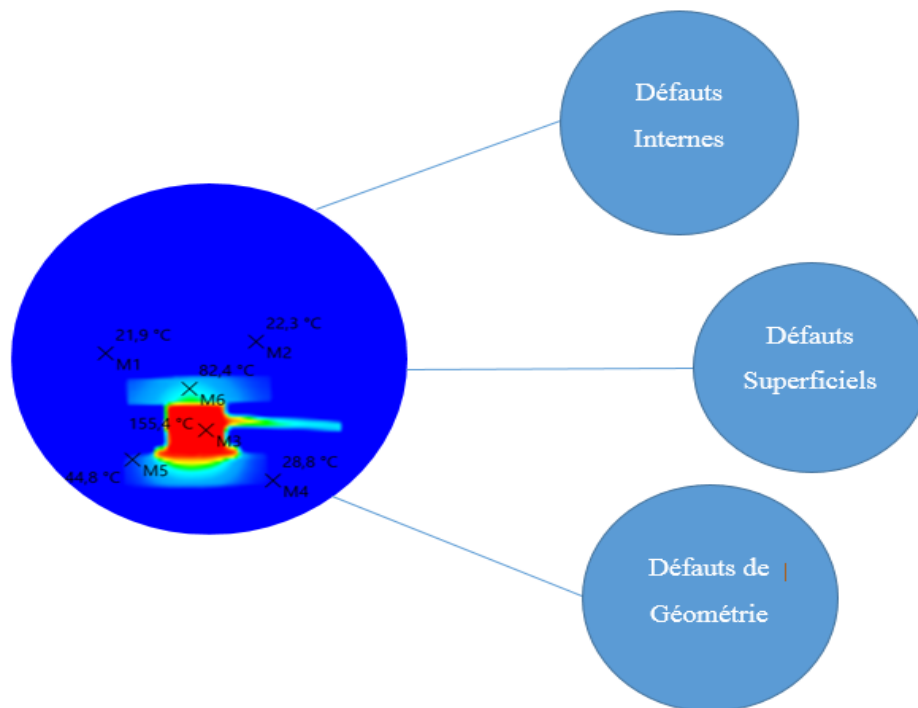 Défauts
Internes
21,9 °C
M1
22,3 °C
M2
82,4 °C
M6
155,4 °C
M3
44,8 °C
M5
28,8 °C
M4
Défauts
Superficiels
Défauts de
Géométrie